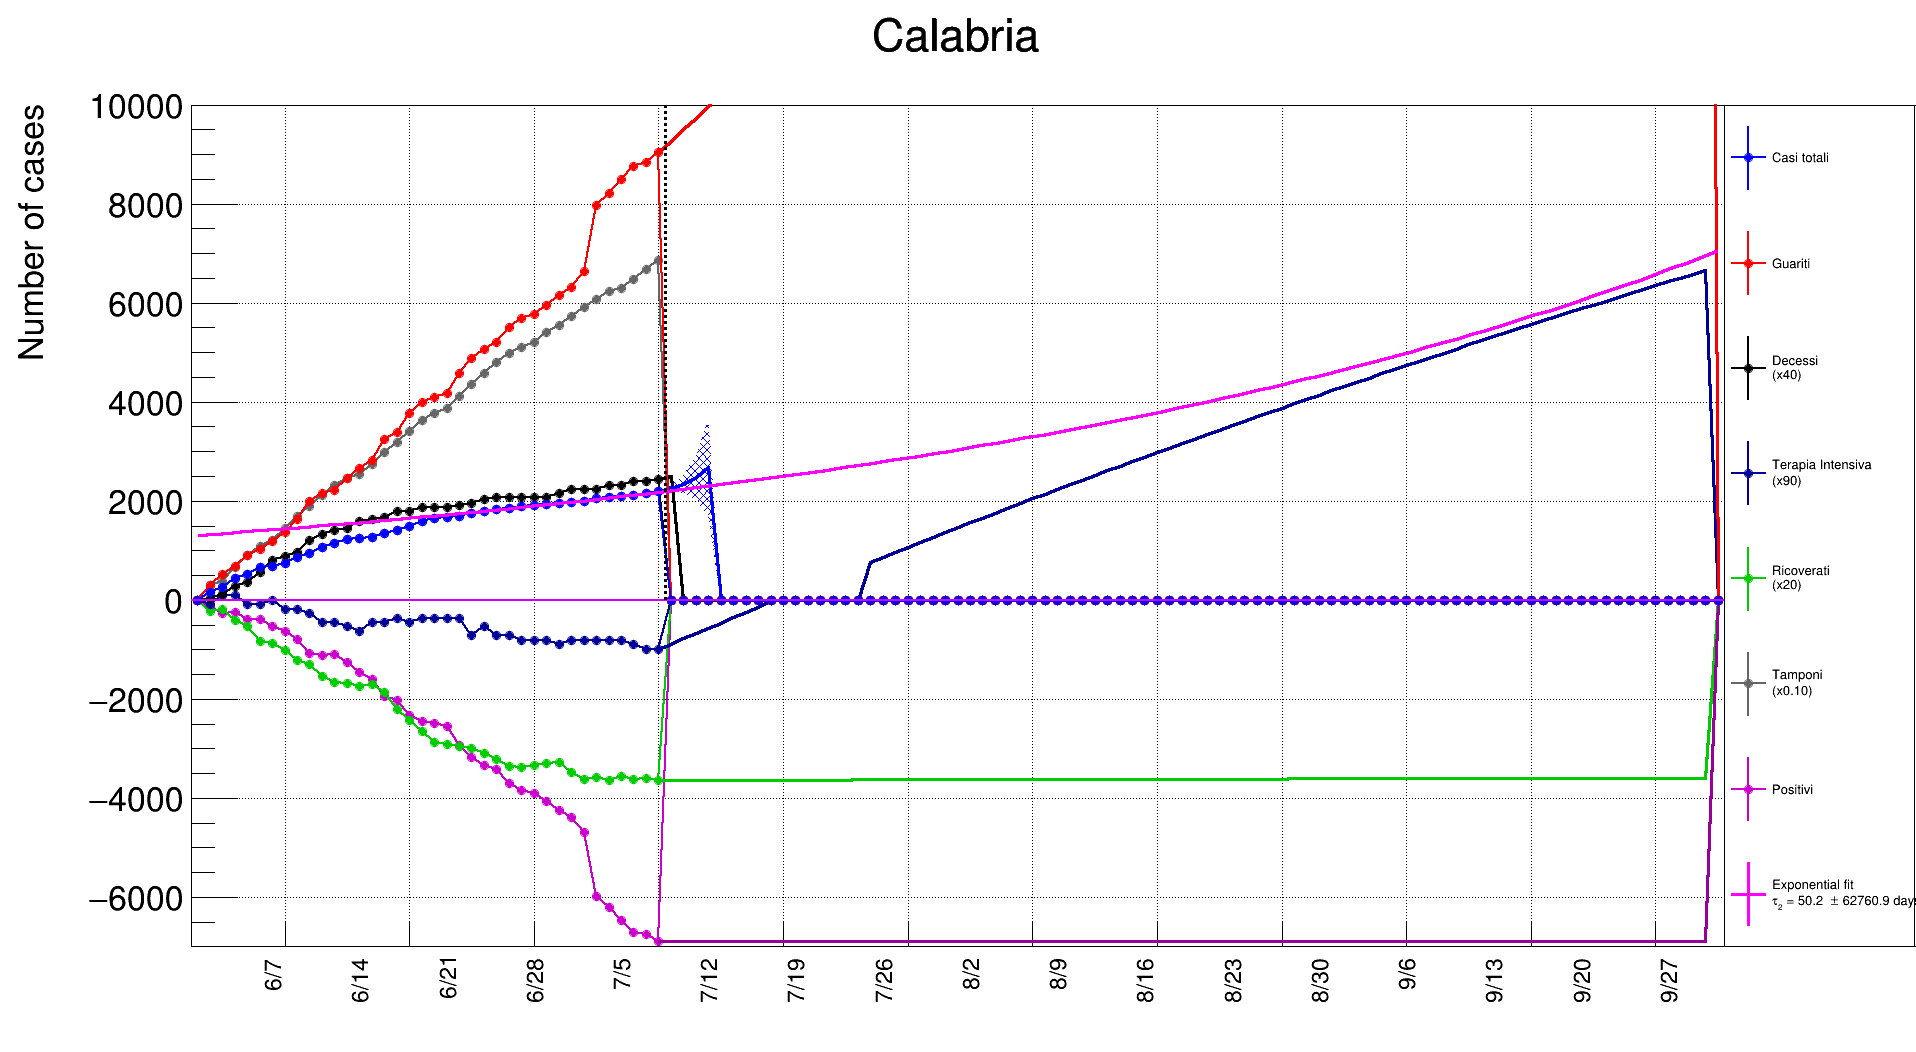 Calabria
Number of cases
10000
8000
6000
4000
2000
0
−2000
−4000
−6000
6/7
6/14
6/21
6/28
7/5
7/12
7/19
7/26
8/2
8/9
8/16
8/23
8/30
9/6
9/13
9/20
9/27
Casi totali
Guariti
Decessi
(x40)
Terapia Intensiva
(x90)
Ricoverati
(x20)
Tamponi
(x0.10)
Positivi
Exponential fit
τ2 = 50.2 ± 62760.9 days